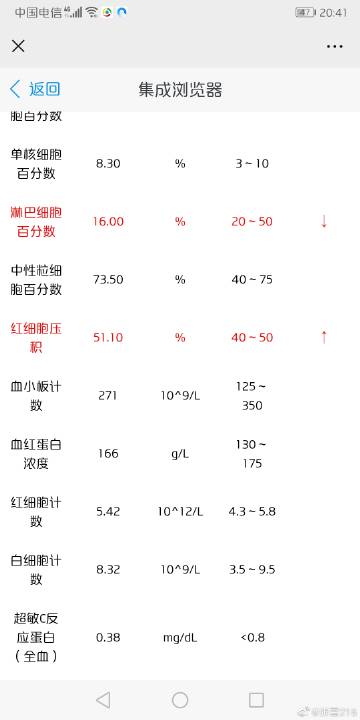 中国电信 4G 20:41
返回 集成浏览器
胞百分数
单核细胞百分数 8.30 % 3~10
淋巴细胞百分数 16.00 % 20~50 ↓
中性粒细胞百分数 73.50 % 40~75
红细胞压积 51.10 % 40~50 ↑
血小板计数 271 10^9/L 125~350
血红蛋白浓度 166 g/L 130~175
红细胞计数 5.42 10^12/L 4.3~5.8
白细胞计数 8.32 10^9/L 3.5~9.5
超敏C反应蛋白（全血） 0.38 mg/dL <0.8